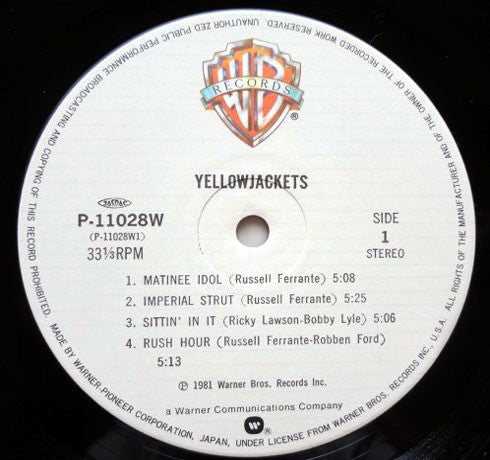 WB
RECORDS
®
YELLOWJACKETS
P-11028W
(P-11028W1)
33⅓RPM
SIDE
1
STEREO
1. MATINEE IDOL (Russell Ferrante) 5:08
2. IMPERIAL STRUT (Russell Ferrante) 5:25
3. SITTIN' IN IT (Ricky Lawson-Bobby Lyle) 5:06
4. RUSH HOUR (Russell Ferrante-Robben Ford)
5:13
℗ 1981 Warner Bros. Records Inc.
a Warner Communications Company
®.
MADE BY WARNER-PIONEER CORPORATION, JAPAN, UNDER LICENSE FROM WARNER BROS. RECORDS INC., U.S.A. ALL RIGHTS OF THE MANUFACTURER AND OF THE OWNER OF THE RECORDED WORK RESERVED. UNAUTHORIZED PUBLIC PERFORMANCE BROADCASTING AND COPYING OF THIS RECORD PROHIBITED.